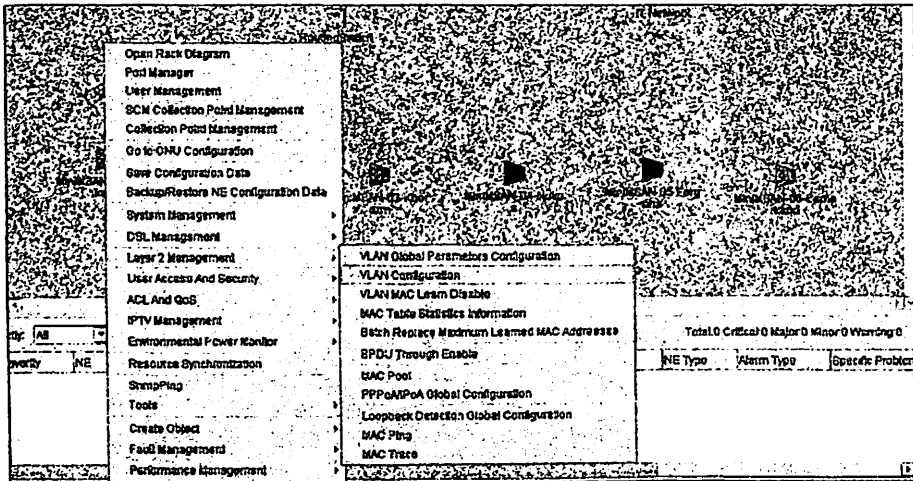 Open Rack Diagram
Port Manager
User Management
SCM Collection Point Management
Collection Point Management
Go to ONU Configuration
Save Configuration Data
Backup/Restore NE Configuration Data
System Management
DSL Management
Layer 2 Management
User Access And Security
ACL And QoS
IPTV Management
Environmental Power Monitor
Resource Synchronization
SnmpPing
Tools
Create Object
Fault Management
Performance Management
VLAN Global Parameters Configuration
VLAN Configuration
VLAN MAC Learn Disable
MAC Table Statistics Information
Batch Replace Maximum Learned MAC Addresses
BPDU Through Enable
MAC Pool
PPPoA/IPoA Global Configuration
Loopback Detection Global Configuration
MAC Ping
MAC Trace
All
Total:0 Critical:0 Major:0 Minor:0 Warning:0
NE
NE Type
Alarm Type
Specific Problem